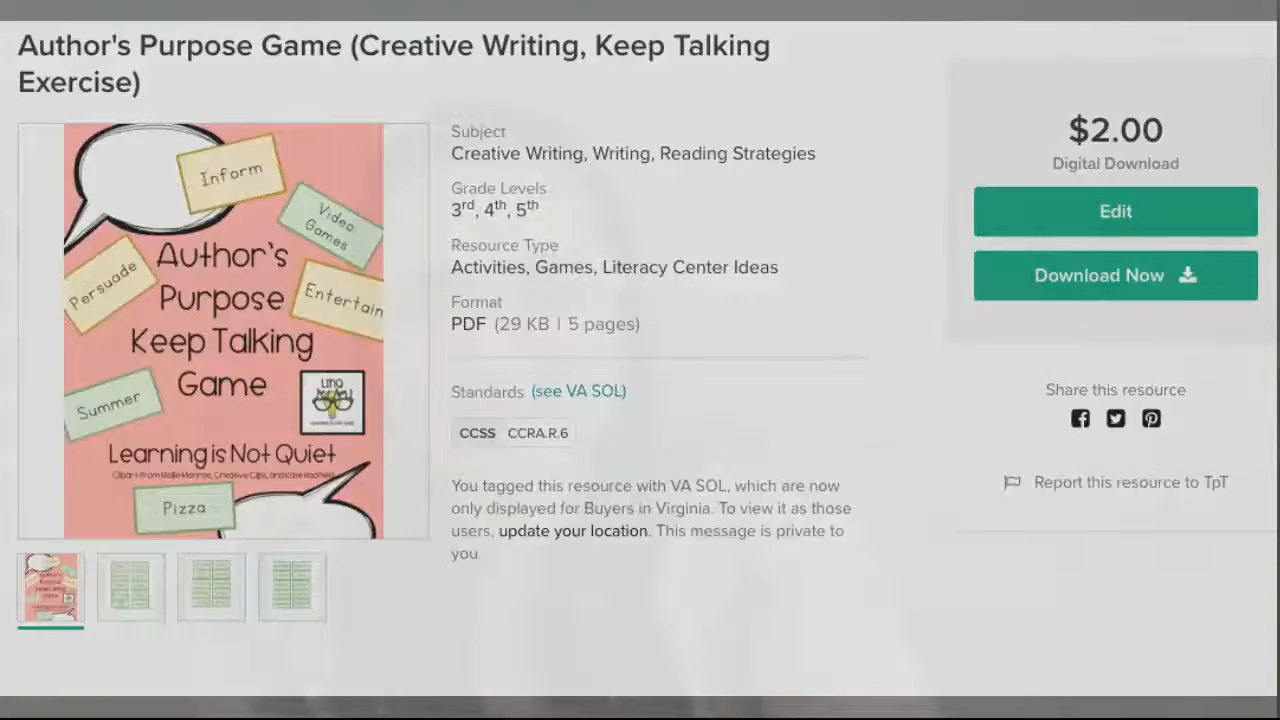 Author's Purpose Game (Creative Writing, Keep Talking
Exercise)
Inform
Video
Games
Persuade
Author's
Purpose
Keep Talking
Game
Entertain
Summer
Learning is Not Quiet
Pizza
Subject
Creative Writing, Writing, Reading Strategies
Grade Levels
3rd, 4th, 5th
Resource Type
Activities, Games, Literacy Center Ideas
Format
PDF (29 KB | 5 pages)
Standards (see VA SOL)
CCSS CCRA.R.6
You tagged this resource with VA SOL, which are now
only displayed for Buyers in Virginia. To view it as those
users, update your location. This message is private to
you.
$2.00
Digital Download
Edit
Download Now
Share this resource
Report this resource to TpT